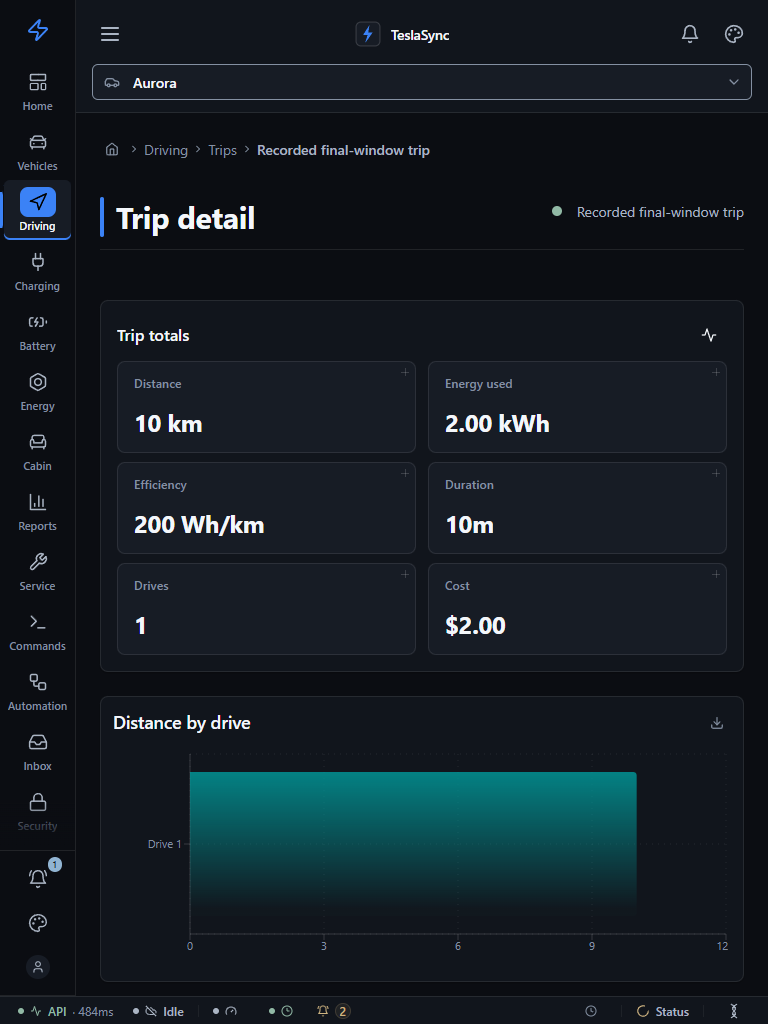 TeslaSync
Aurora
Home
Vehicles
Driving
Charging
Battery
Energy
Cabin
Reports
Service
Commands
Automation
Inbox
Security
1
Driving > Trips > Recorded final-window trip
Trip detail
Recorded final-window trip
Trip totals
Distance
10 km
Energy used
2.00 kWh
Efficiency
200 Wh/km
Duration
10m
Drives
1
Cost
$2.00
Distance by drive
Drive 1
0 3 6 9 12
API · 484ms
Idle
2
Status